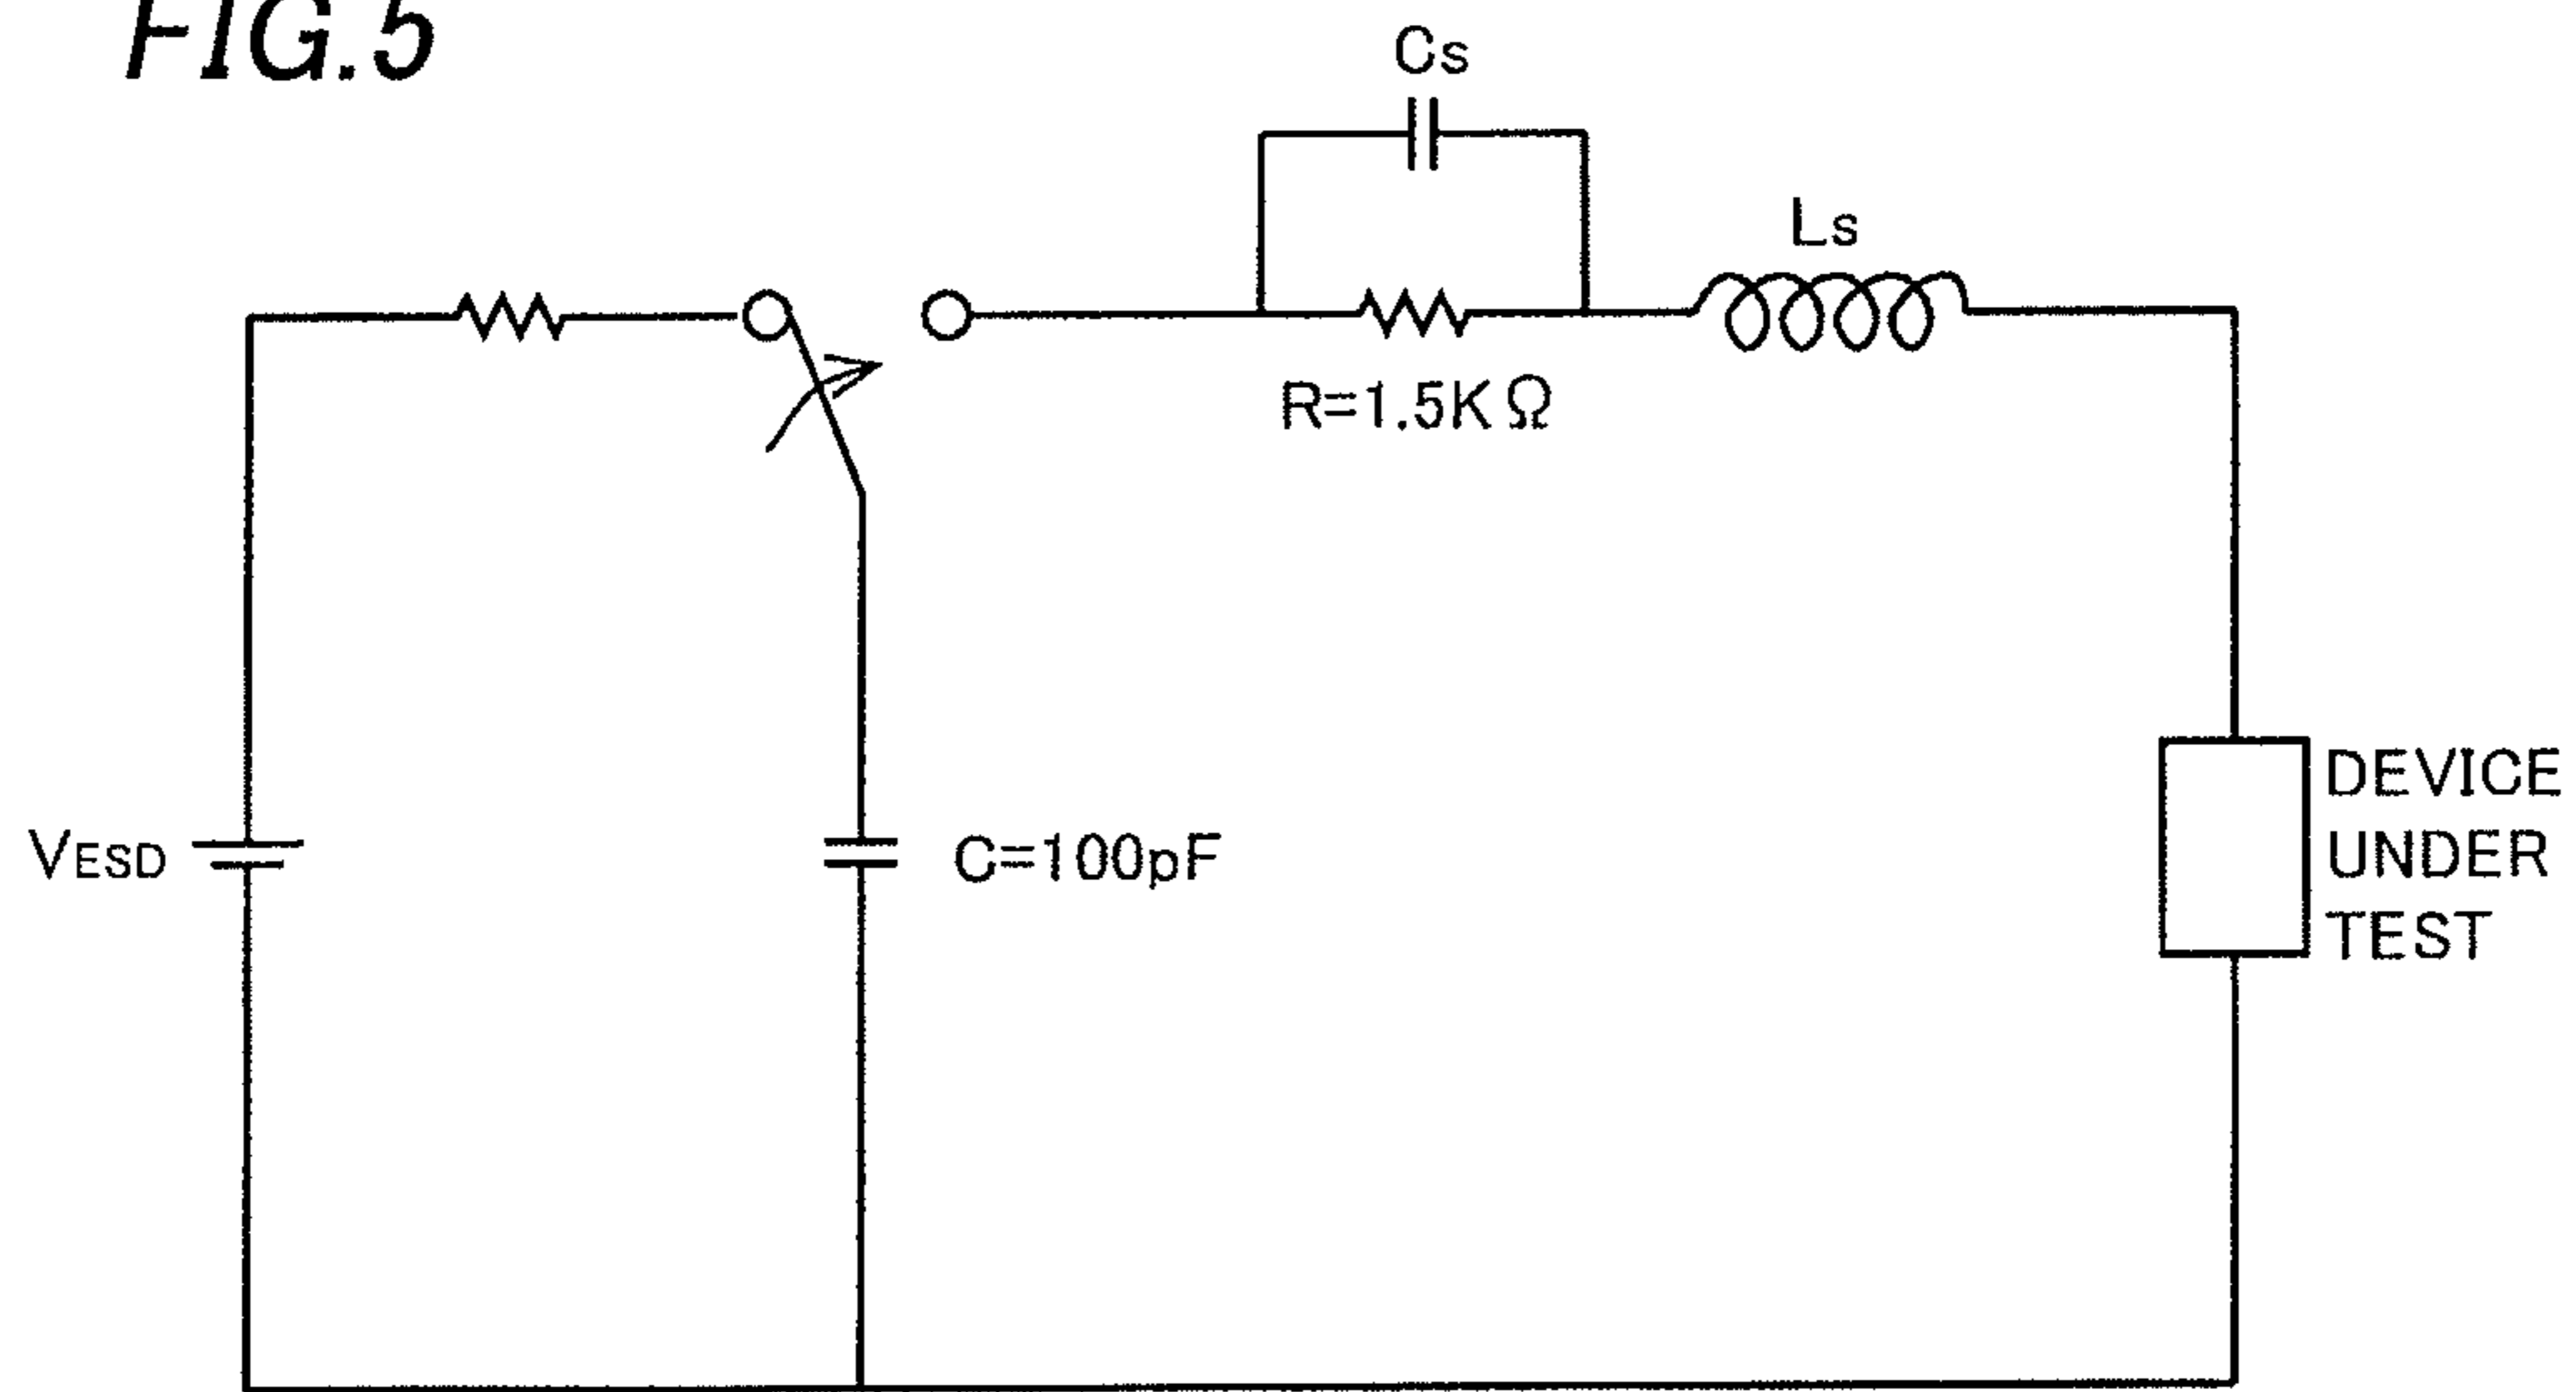 FIG.5
Cs
Ls
R=1.5KΩ
VESD
C=100pF
DEVICE
UNDER
TEST